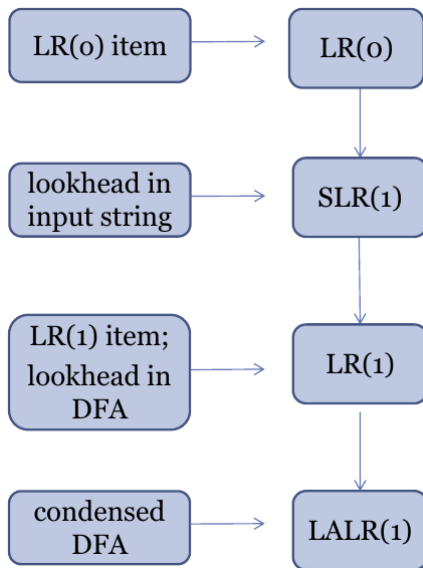 LR(0) item
LR(0)
lookhead in
input string
SLR(1)
LR(1) item;
lookhead in
DFA
LR(1)
condensed
DFA
LALR(1)